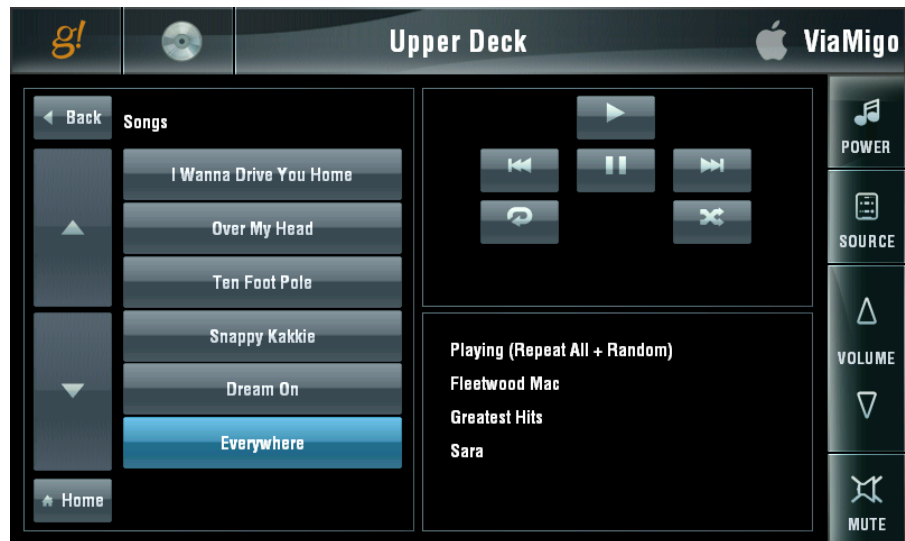 g!
Upper Deck
ViaMigo
Back
Songs
I Wanna Drive You Home
Over My Head
Ten Foot Pole
Snappy Kakkie
Dream On
Everywhere
Home
Playing (Repeat All + Random)
Fleetwood Mac
Greatest Hits
Sara
POWER
SOURCE
VOLUME
MUTE